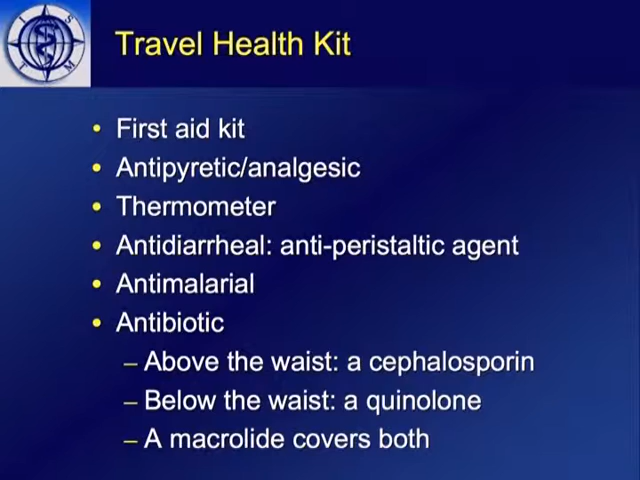 I S T M
Travel Health Kit
• First aid kit
• Antipyretic/analgesic
• Thermometer
• Antidiarrheal: anti-peristaltic agent
• Antimalarial
• Antibiotic
– Above the waist: a cephalosporin
– Below the waist: a quinolone
– A macrolide covers both